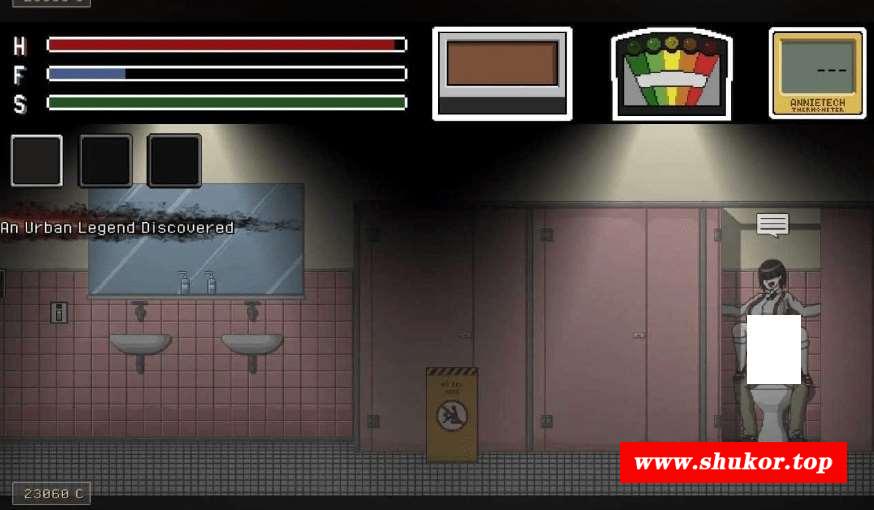 H
F
S
ANNIETECH
THERMOMETER
An Urban Legend Discovered
www.shukor.top
23060 C